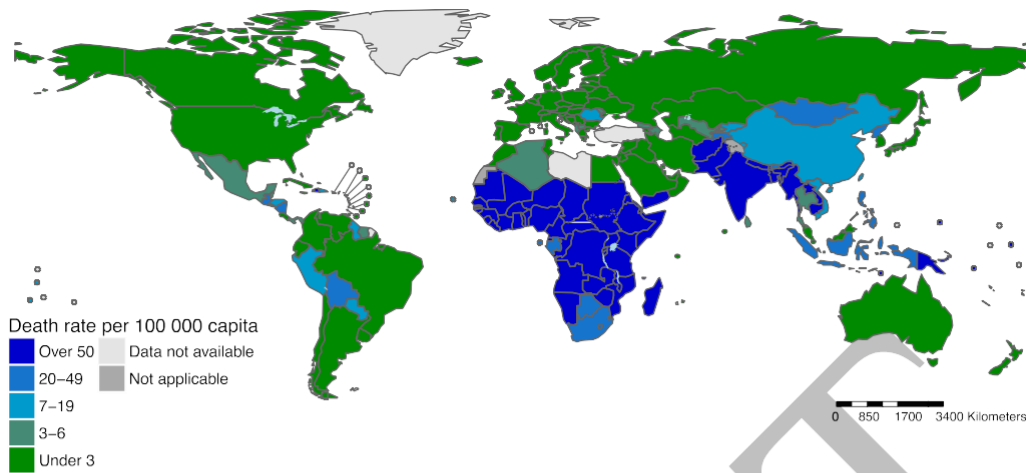 Death rate per 100 000 capita
Over 50
Data not available
20–49
Not applicable
7–19
3–6
Under 3
0 850 1700 3400 Kilometers